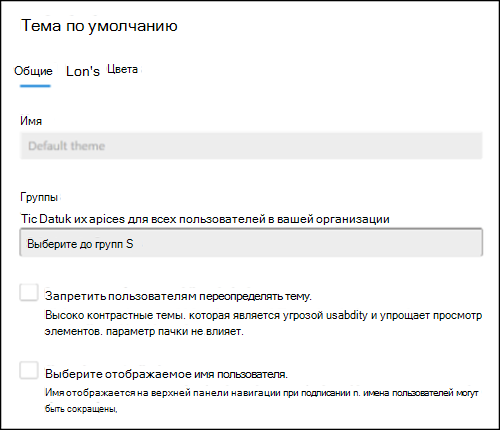 Тема по умолчанию
Общие Lon's Цвета
Имя
Default theme
Группы
Tic Datuk их apices для всех пользователей в вашей организации
Выберите до групп S
Запретить пользователям переопределять тему.
Высоко контрастные темы. которая является угрозой usabdity и упрощает просмотр
элементов. параметр пачки не влияет.
Выберите отображаемое имя пользователя.
Имя отображается на верхней панели навигации при подписании n. имена пользователей могут
быть сокращены,